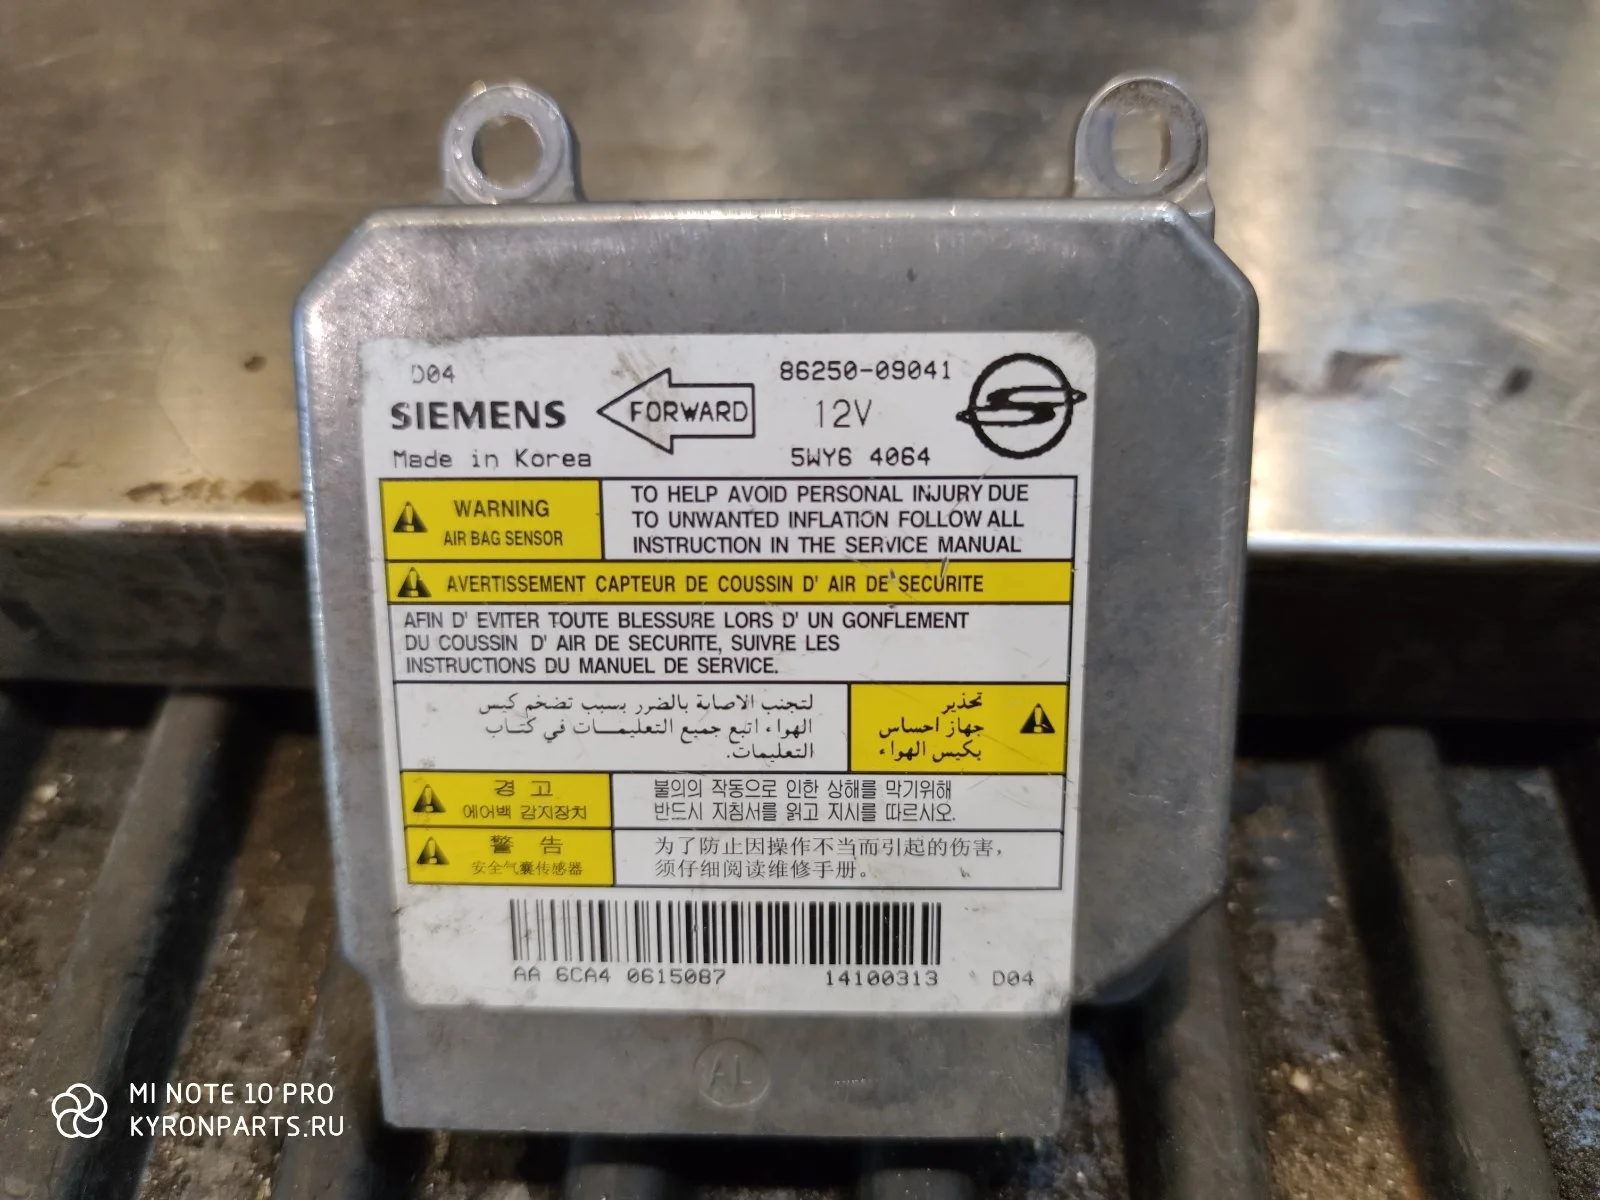 D04
86250-09041
SIEMENS
FORWARD
12V
Made in Korea
5WY6 4064
WARNING
AIR BAG SENSOR
TO HELP AVOID PERSONAL INJURY DUE
TO UNWANTED INFLATION FOLLOW ALL
INSTRUCTION IN THE SERVICE MANUAL
AVERTISSEMENT CAPTEUR DE COUSSIN D' AIR DE SECURITE
AFIN D' EVITER TOUTE BLESSURE LORS D' UN GONFLEMENT
DU COUSSIN D' AIR DE SECURITE, SUIVRE LES
INSTRUCTIONS DU MANUEL DE SERVICE.
تحذير
جهاز احساس
بكيس الهواء
لتجنب الاصابة بالضرر بسبب تضخم كيس
الهواء اتبع جميع التعليمـــات في كتـــاب
التعليمات.
경 고
에어백 감지장치
불의의 작동으로 인한 상해를 막기위해
반드시 지침서를 읽고 지시를 따르시오.
警 告
安全气囊传感器
为了防止因操作不当而引起的伤害,
须仔细阅读维修手册。
AA 6CA4 0615087
14100313
D04
AL
MI NOTE 10 PRO
KYRONPARTS.RU